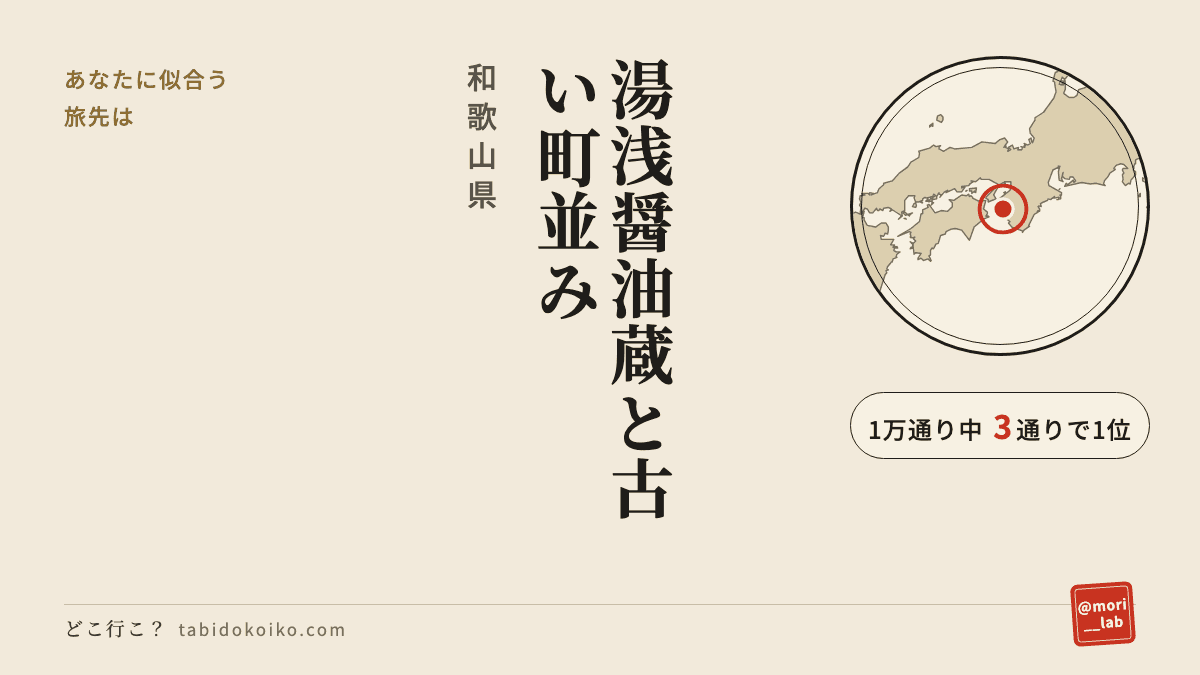 あなたに似合う
旅先は
湯浅醤油蔵と古
い町並み
和歌山県
1万通り中 3通りで1位
どこ行こ？ tabidokoiko.com
@mori
__lab